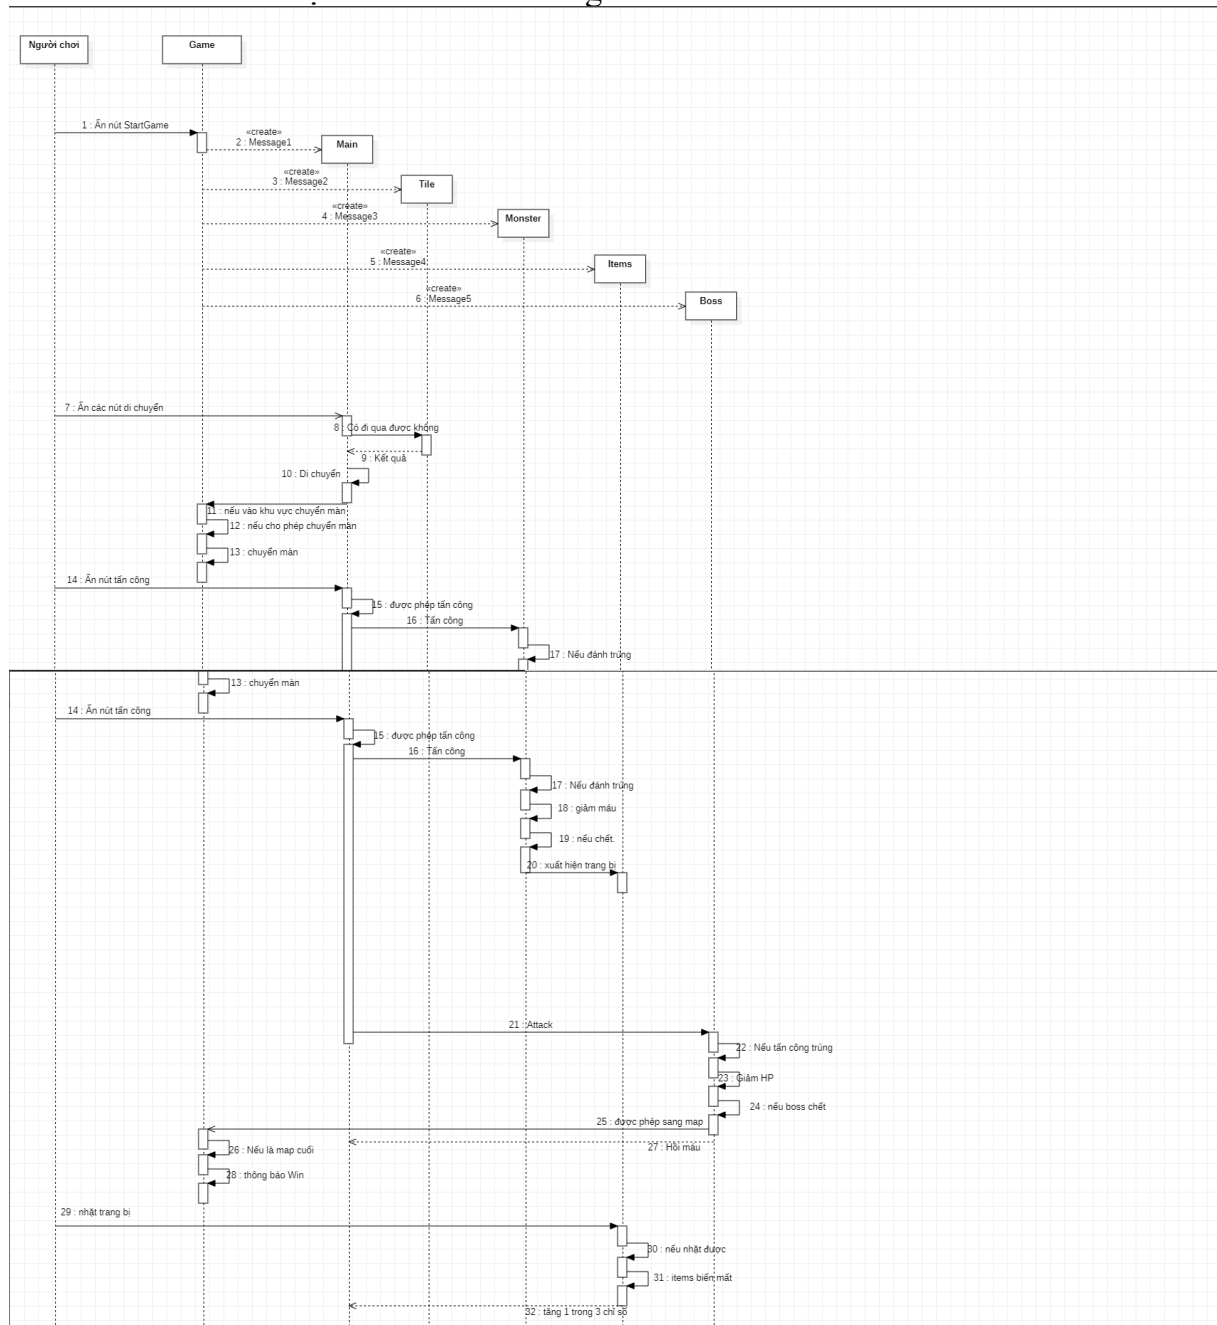 Người chơi
Game
1 : Ấn nút StartGame
«create»
2 : Message1
Main
«create»
3 : Message2
Tile
«create»
4 : Message3
Monster
«create»
5 : Message4
Items
«create»
6 : Message5
Boss
7 : Ấn các nút di chuyển
8 : Có đi qua được không
9 : Kết quả
10 : Di chuyển
11 : nếu vào khu vực chuyển màn
12 : nếu cho phép chuyển màn
13 : chuyển màn
14 : Ấn nút tấn công
15 : được phép tấn công
16 : Tấn công
17 : Nếu đánh trúng
13 : chuyển màn
14 : Ấn nút tấn công
15 : được phép tấn công
16 : Tấn công
17 : Nếu đánh trúng
18 : giảm máu
19 : nếu chết.
20 : xuất hiện trang bị
21 : Attack
22 : Nếu tấn công trúng
23 : Giảm HP
24 : nếu boss chết
25 : được phép sang map
27 : Hồi máu
26 : Nếu là map cuối
28 : thông báo Win
29 : nhặt trang bị
30 : nếu nhặt được
31 : items biến mất
32 : tăng 1 trong 3 chỉ số